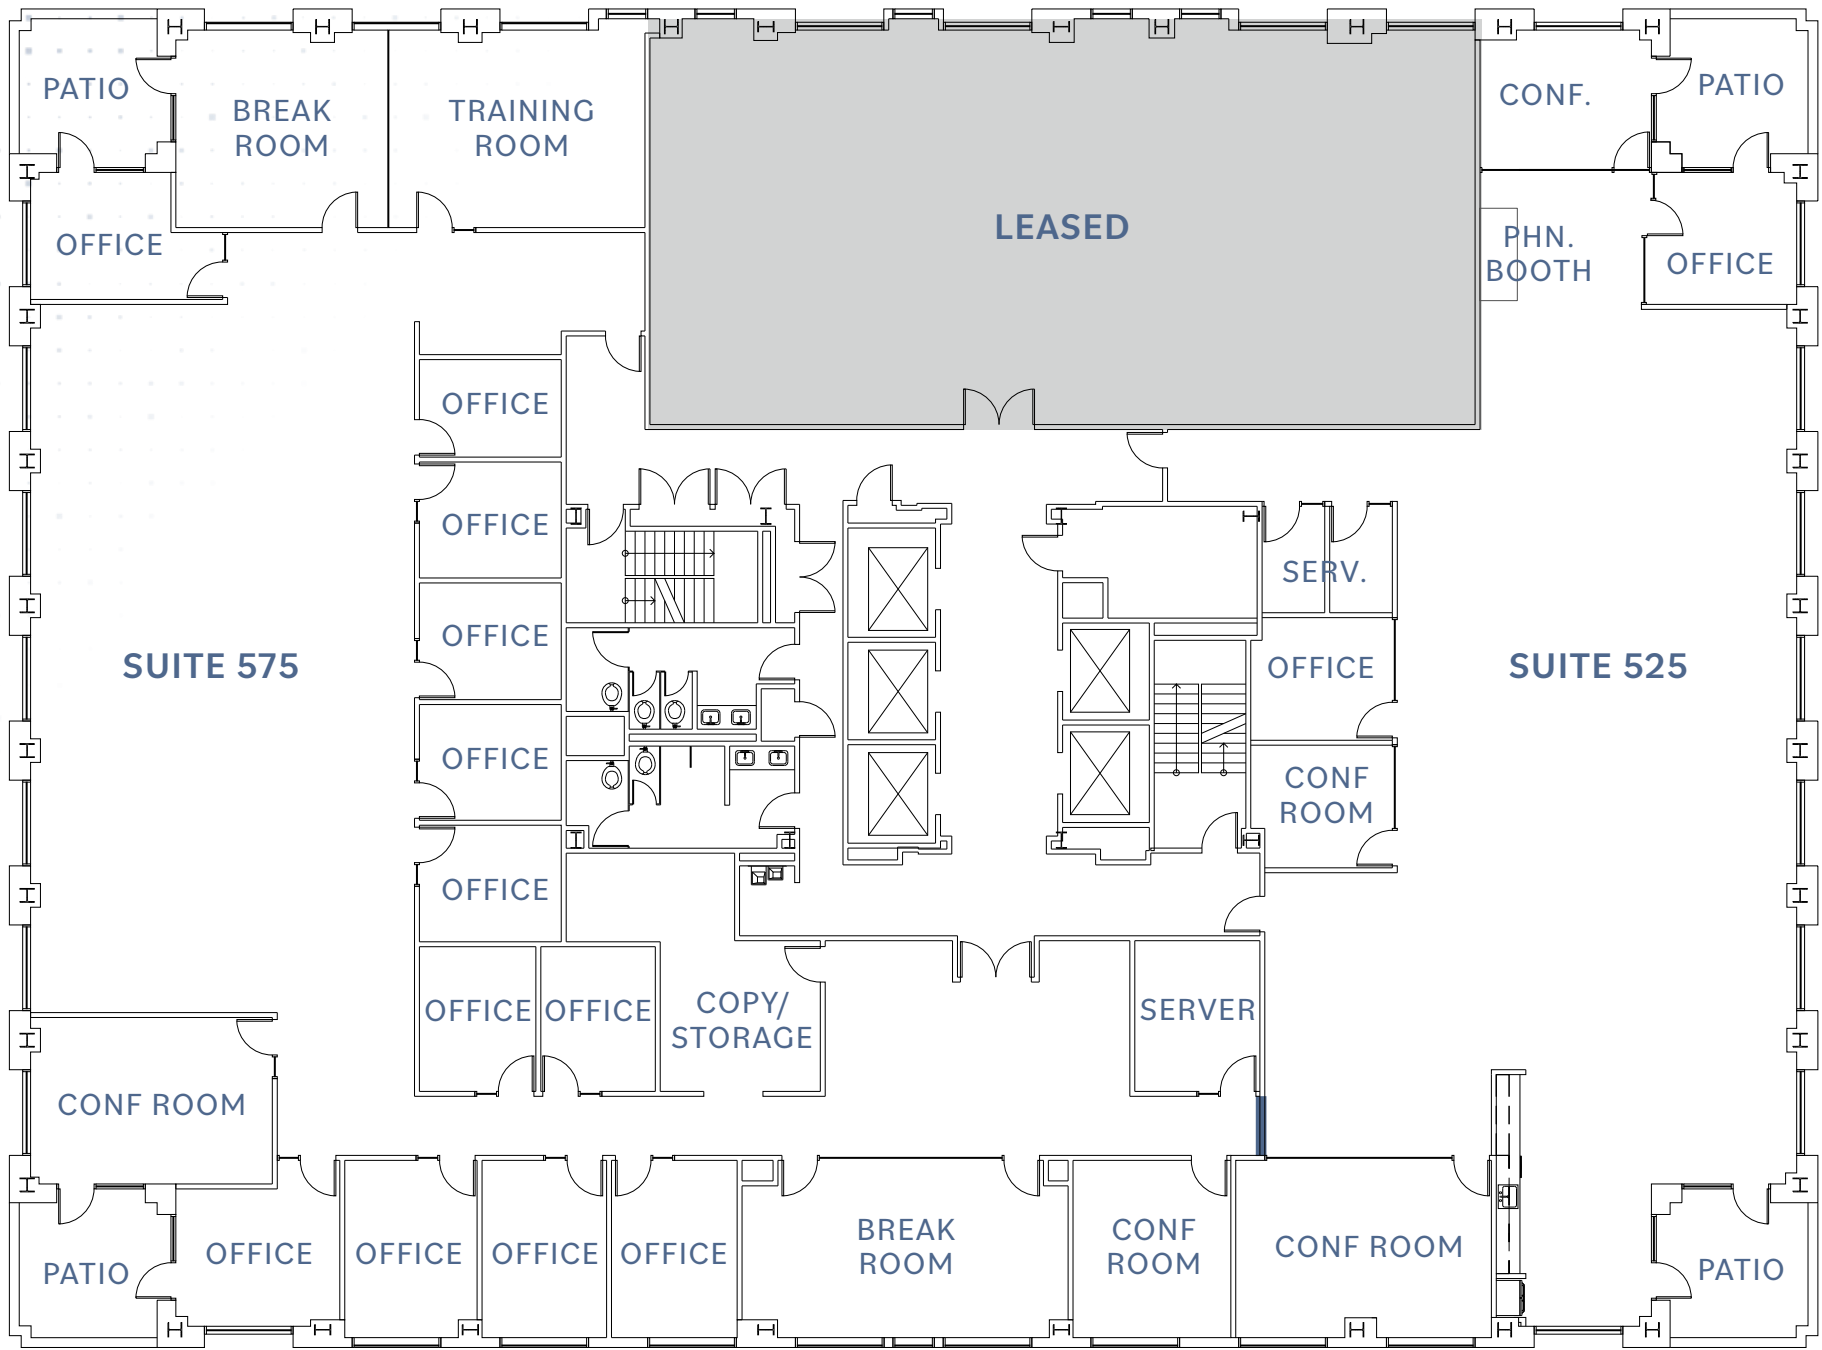 PATIO
BREAK
ROOM
TRAINING
ROOM
CONF.
PATIO
OFFICE
LEASED
PHN.
BOOTH
OFFICE
OFFICE
OFFICE
SERV.
OFFICE
SUITE 575
OFFICE
SUITE 525
OFFICE
CONF
ROOM
OFFICE
OFFICE
OFFICE
COPY/
STORAGE
SERVER
CONF ROOM
PATIO
OFFICE
OFFICE
OFFICE
OFFICE
BREAK
ROOM
CONF
ROOM
CONF ROOM
PATIO